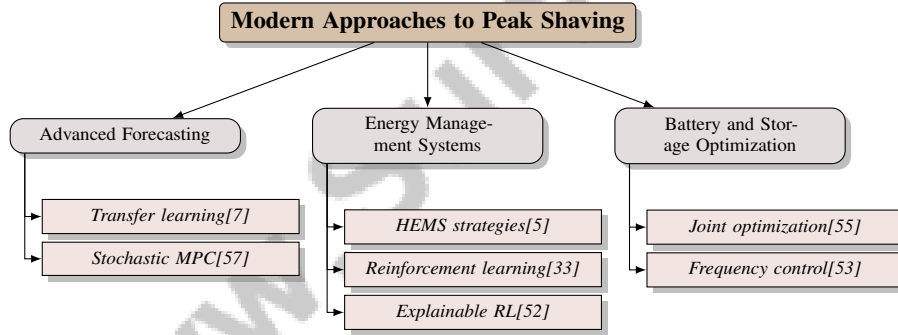 Modern Approaches to Peak Shaving
Advanced Forecasting
Transfer learning[7]
Stochastic MPC[57]
Energy Manage-
ment Systems
HEMS strategies[5]
Reinforcement learning[33]
Explainable RL[52]
Battery and Stor-
age Optimization
Joint optimization[55]
Frequency control[53]